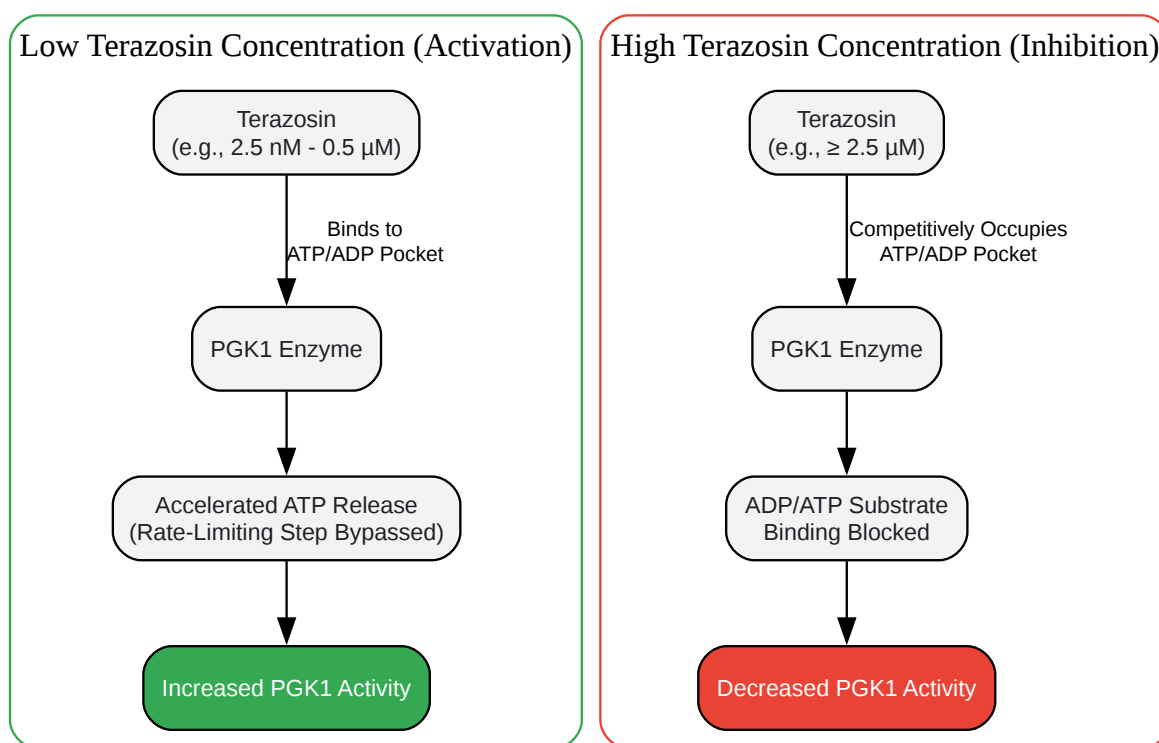 Low Terazosin Concentration (Activation)
Terazosin
(e.g., 2.5 nM - 0.5 µM)
Binds to
ATP/ADP Pocket
PGK1 Enzyme
Accelerated ATP Release
(Rate-Limiting Step Bypassed)
Increased PGK1 Activity
High Terazosin Concentration (Inhibition)
Terazosin
(e.g., ≥ 2.5 µM)
Competitively Occupies
ATP/ADP Pocket
PGK1 Enzyme
ADP/ATP Substrate
Binding Blocked
Decreased PGK1 Activity